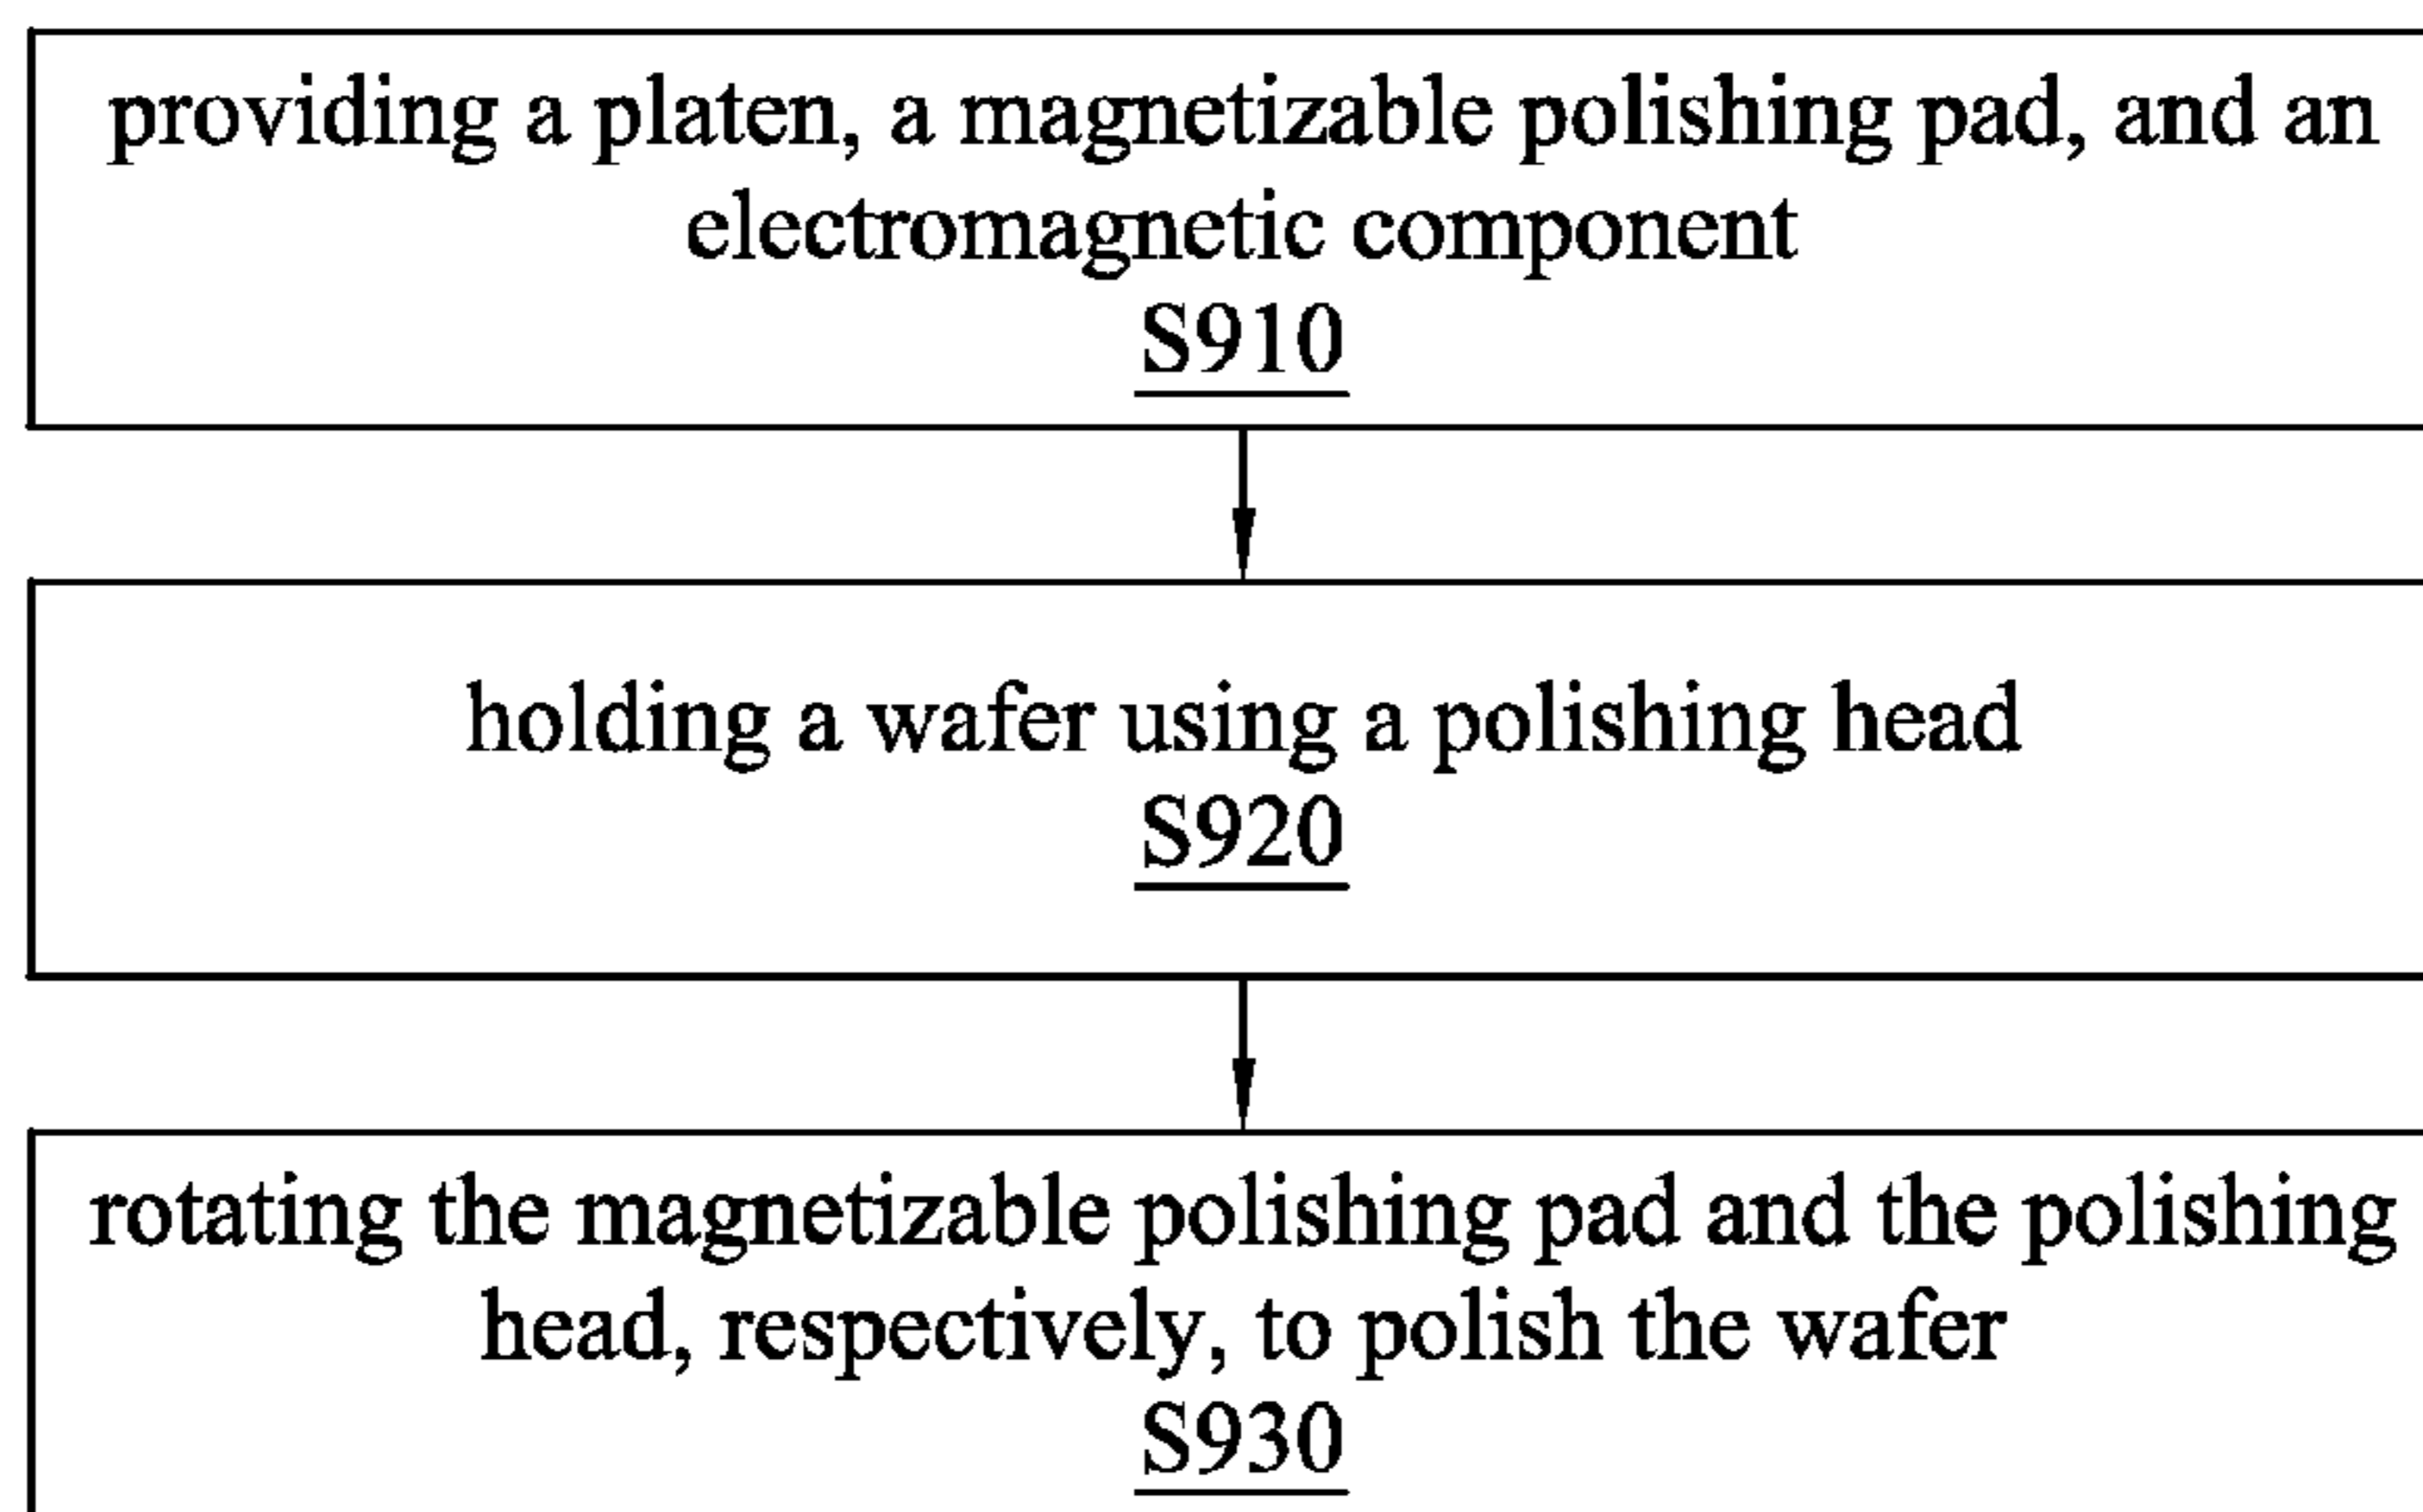 providing a platen, a magnetizable polishing pad, and an
electromagnetic component
S910
holding a wafer using a polishing head
S920
rotating the magnetizable polishing pad and the polishing
head, respectively, to polish the wafer
S930